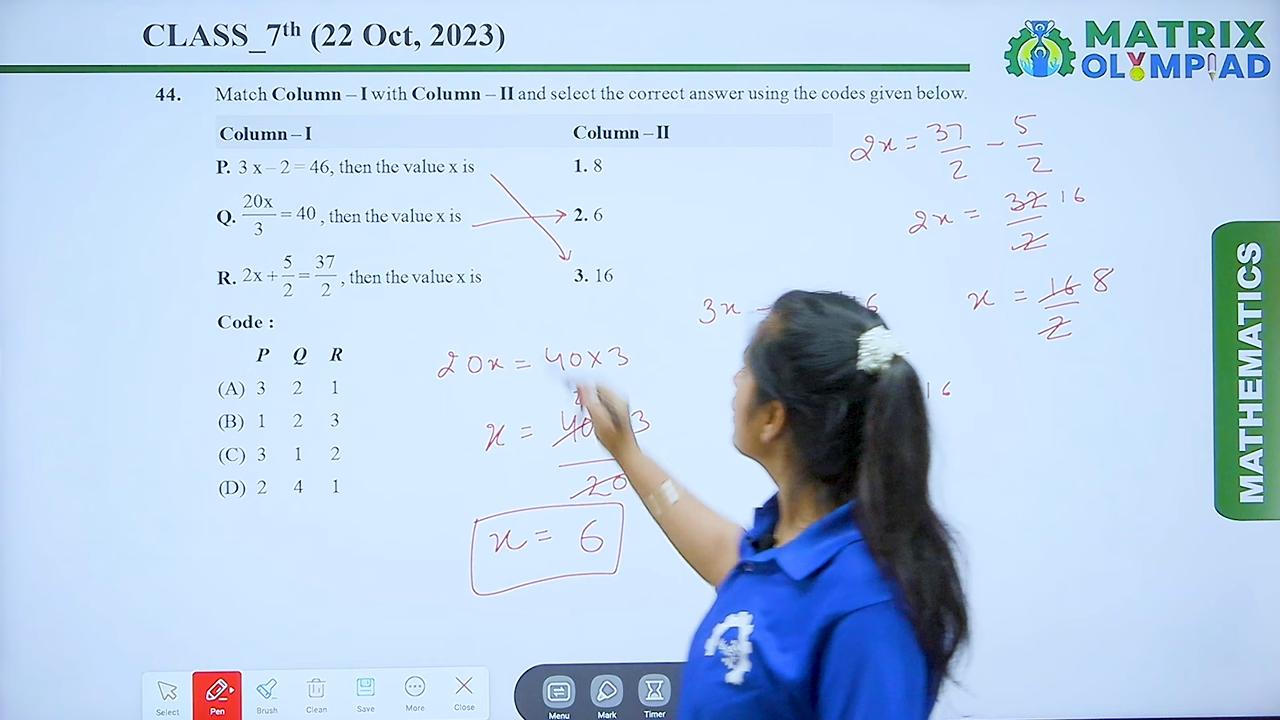 CLASS_7th (22 Oct, 2023)
MATRIX
OLYMPIAD
44. Match Column – I with Column – II and select the correct answer using the codes given below.
Column – I Column – II
P. 3 x – 2 = 46, then the value x is 1. 8
Q. 20x/3 = 40 , then the value x is 2. 6
R. 2x + 5/2 = 37/2 , then the value x is 3. 16
Code :
P Q R
(A) 3 2 1
(B) 1 2 3
(C) 3 1 2
(D) 2 4 1
2x = 37/2 - 5/2
2x = 32/2 16
x = 16/2 8
3x -
6
16
20x = 40 x 3
x = 40 3
20
x = 6
MATHEMATICS
Select
Pen
Brush
Clean
Save
More
Close
Menu
Mark
Timer